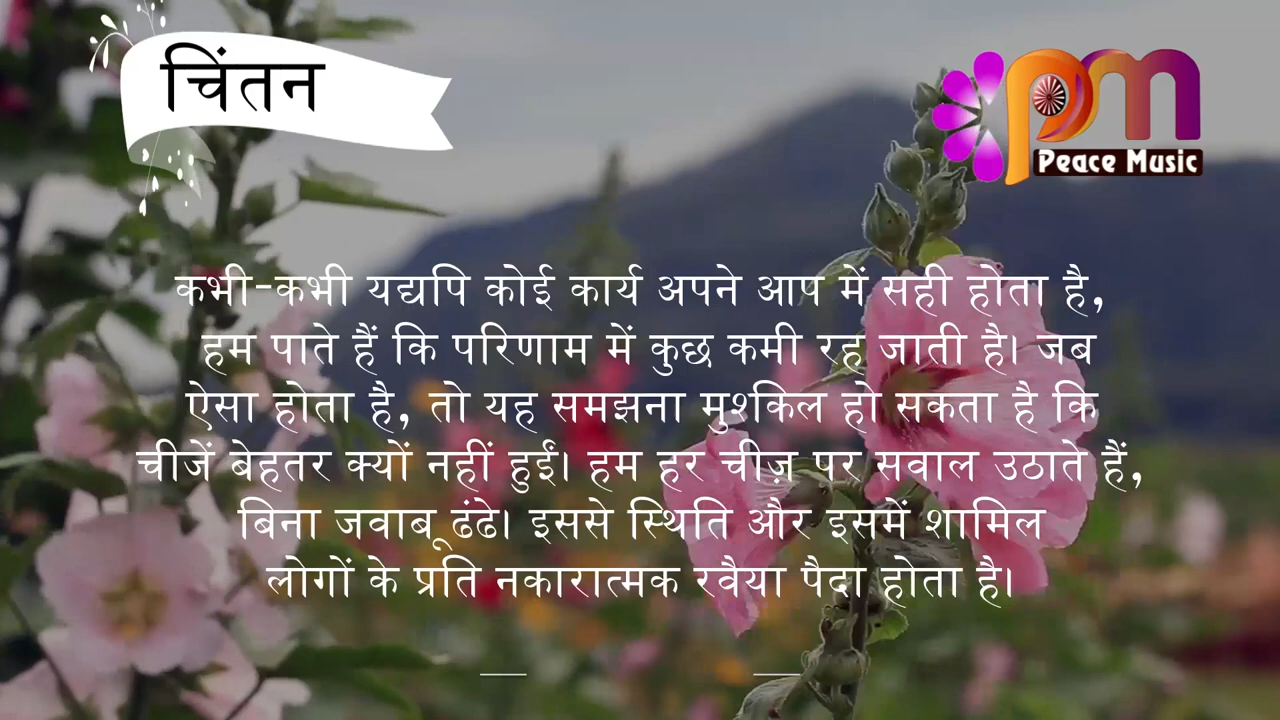 चिंतन
pm
Peace Music
कभी-कभी यद्यपि कोई कार्य अपने आप में सही होता है,
हम पाते हैं कि परिणाम में कुछ कमी रह जाती है। जब
ऐसा होता है, तो यह समझना मुश्किल हो सकता है कि
चीजें बेहतर क्यों नहीं हुईं। हम हर चीज़ पर सवाल उठाते हैं,
बिना जवाब ढूंढे। इससे स्थिति और इसमें शामिल
लोगों के प्रति नकारात्मक रवैया पैदा होता है।